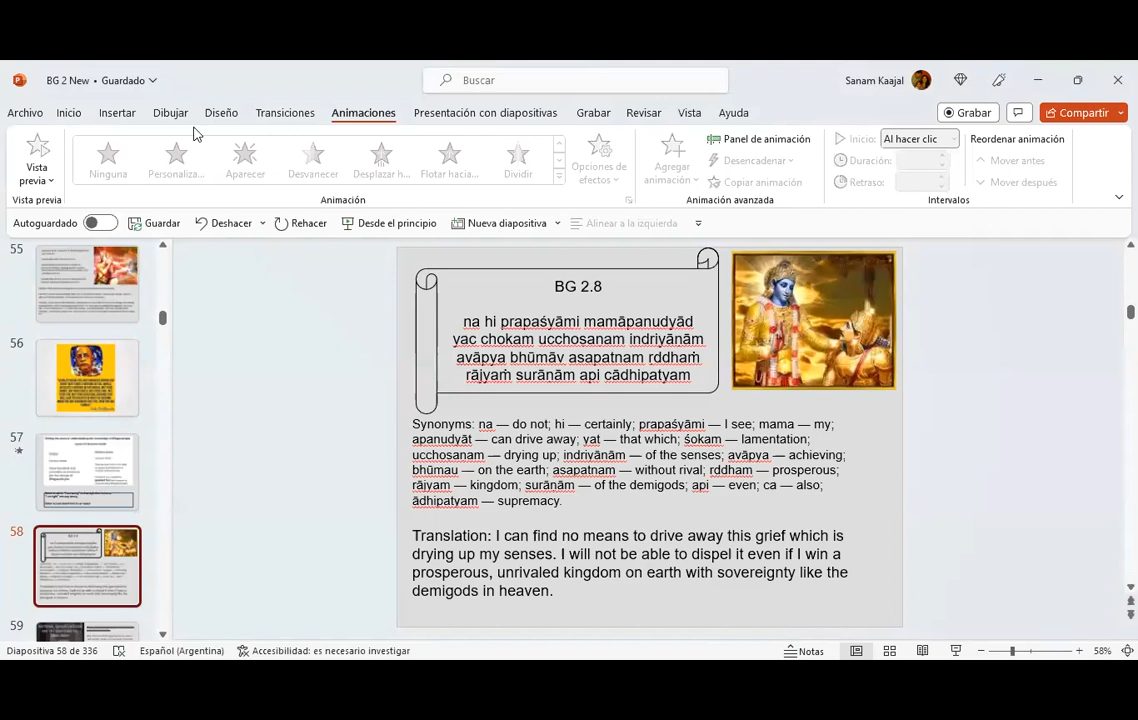 BG 2 New • Guardado
Buscar
Sanam Kaajal
Archivo Inicio Insertar Dibujar Diseño Transiciones Animaciones Presentación con diapositivas Grabar Revisar Vista Ayuda
Grabar
Compartir
Vista previa
Ninguna Personaliza... Aparecer Desvanecer Desplazar h... Flotar hacia... Dividir
Opciones de efectos
Agregar animación
Panel de animación
Desencadenar
Copiar animación
Inicio: Al hacer clic
Duración:
Retraso:
Reordenar animación
Mover antes
Mover después
Vista previa
Animación
Animación avanzada
Intervalos
Autoguardado Guardar Deshacer Rehacer Desde el principio Nueva diapositiva Alinear a la izquierda
55
56
57
58
59
BG 2.8
na hi prapaśyāmi mamāpanudyād
yac chokam ucchosanam indriyānām
avāpya bhūmāv asapatnam rddhaṁ
rājyaṁ surānām api cādhipatyam
Synonyms: na — do not; hi — certainly; prapaśyāmi — I see; mama — my;
apanudyāt — can drive away; yat — that which; śokam — lamentation;
ucchosanam — drying up; indriyānām — of the senses; avāpya — achieving;
bhūmau — on the earth; asapatnam — without rival; rddham — prosperous;
rājyam — kingdom; surānām — of the demigods; api — even; ca — also;
ādhipatyam — supremacy.
Translation: I can find no means to drive away this grief which is
drying up my senses. I will not be able to dispel it even if I win a
prosperous, unrivaled kingdom on earth with sovereignty like the
demigods in heaven.
Diapositiva 58 de 336 Español (Argentina) Accesibilidad: es necesario investigar
Notas
58%